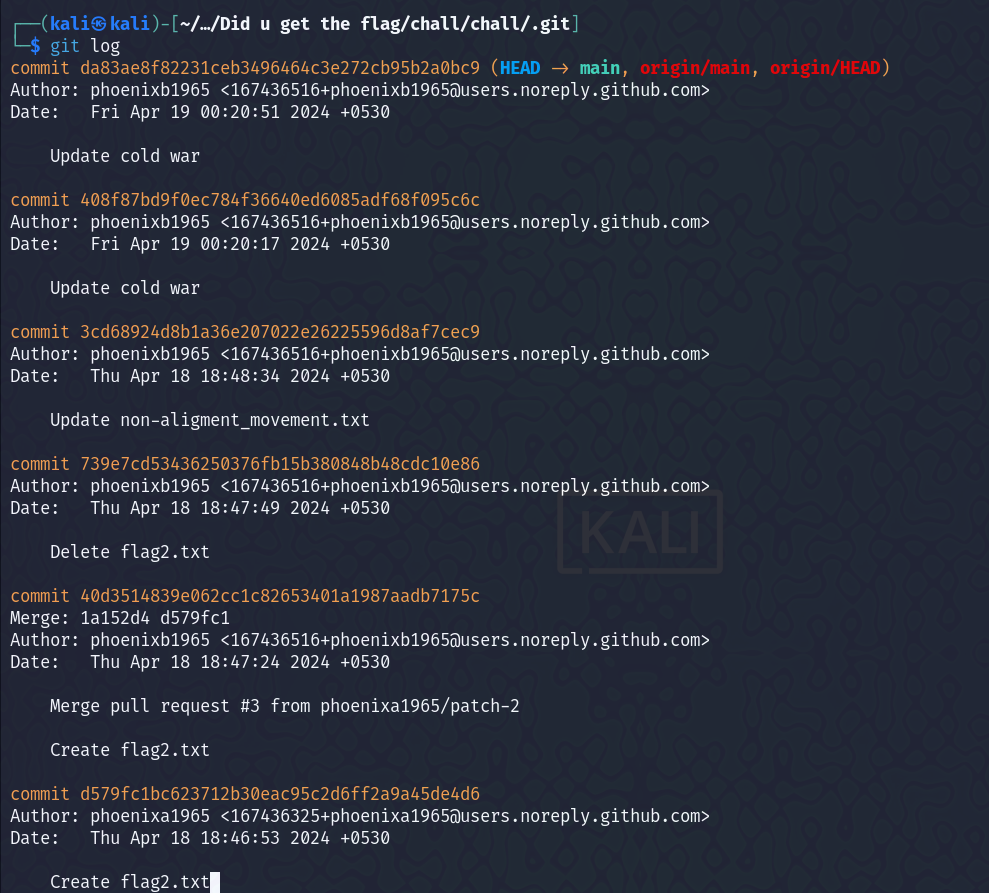 ┌──(kali㉿kali)-[~/…/Did u get the flag/chall/chall/.git]
└─$ git log
commit da83ae8f82231ceb3496464c3e272cb95b2a0bc9 (HEAD -> main, origin/main, origin/HEAD)
Author: phoenixb1965 <167436516+phoenixb1965@users.noreply.github.com>
Date:   Fri Apr 19 00:20:51 2024 +0530
    Update cold war
commit 408f87bd9f0ec784f36640ed6085adf68f095c6c
Author: phoenixb1965 <167436516+phoenixb1965@users.noreply.github.com>
Date:   Fri Apr 19 00:20:17 2024 +0530
    Update cold war
commit 3cd68924d8b1a36e207022e26225596d8af7cec9
Author: phoenixb1965 <167436516+phoenixb1965@users.noreply.github.com>
Date:   Thu Apr 18 18:48:34 2024 +0530
    Update non-aligment_movement.txt
commit 739e7cd53436250376fb15b380848b48cdc10e86
Author: phoenixb1965 <167436516+phoenixb1965@users.noreply.github.com>
Date:   Thu Apr 18 18:47:49 2024 +0530
KALI
    Delete flag2.txt
commit 40d3514839e062cc1c82653401a1987aadb7175c
Merge: 1a152d4 d579fc1
Author: phoenixb1965 <167436516+phoenixb1965@users.noreply.github.com>
Date:   Thu Apr 18 18:47:24 2024 +0530
    Merge pull request #3 from phoenixa1965/patch-2
    Create flag2.txt
commit d579fc1bc623712b30eac95c2d6ff2a9a45de4d6
Author: phoenixa1965 <167436325+phoenixa1965@users.noreply.github.com>
Date:   Thu Apr 18 18:46:53 2024 +0530
    Create flag2.txt